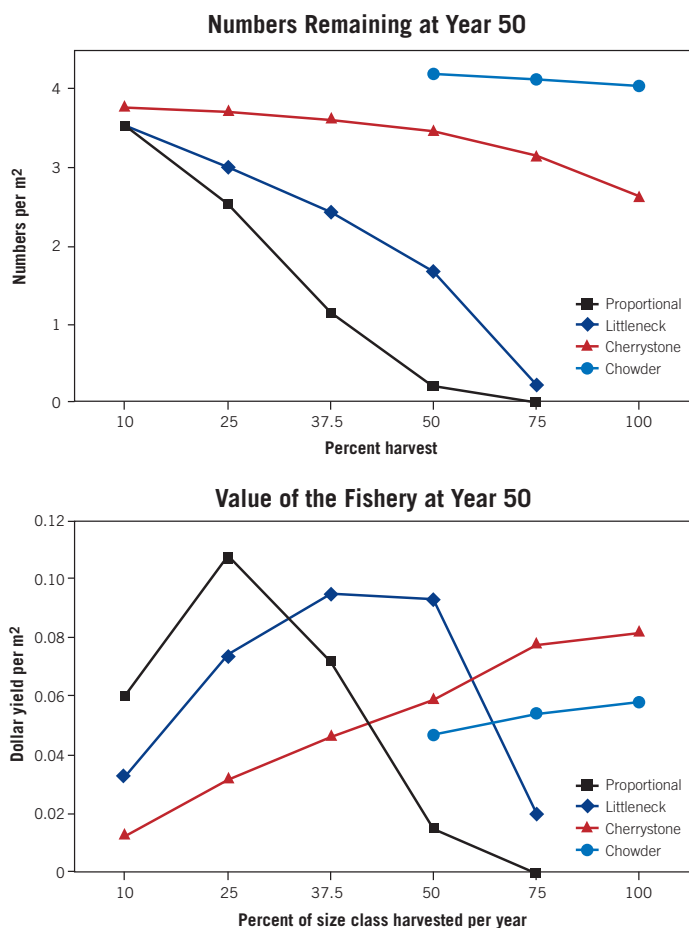 Numbers Remaining at Year 50
4
3
2
1
0
Numbers per m²
Proportional
Littleneck
Cherrystone
Chowder
10 25 37.5 50 75 100
Percent harvest
Value of the Fishery at Year 50
0.12
0.10
0.08
0.06
0.04
0.02
0
Dollar yield per m²
Proportional
Littleneck
Cherrystone
Chowder
10 25 37.5 50 75 100
Percent of size class harvested per year